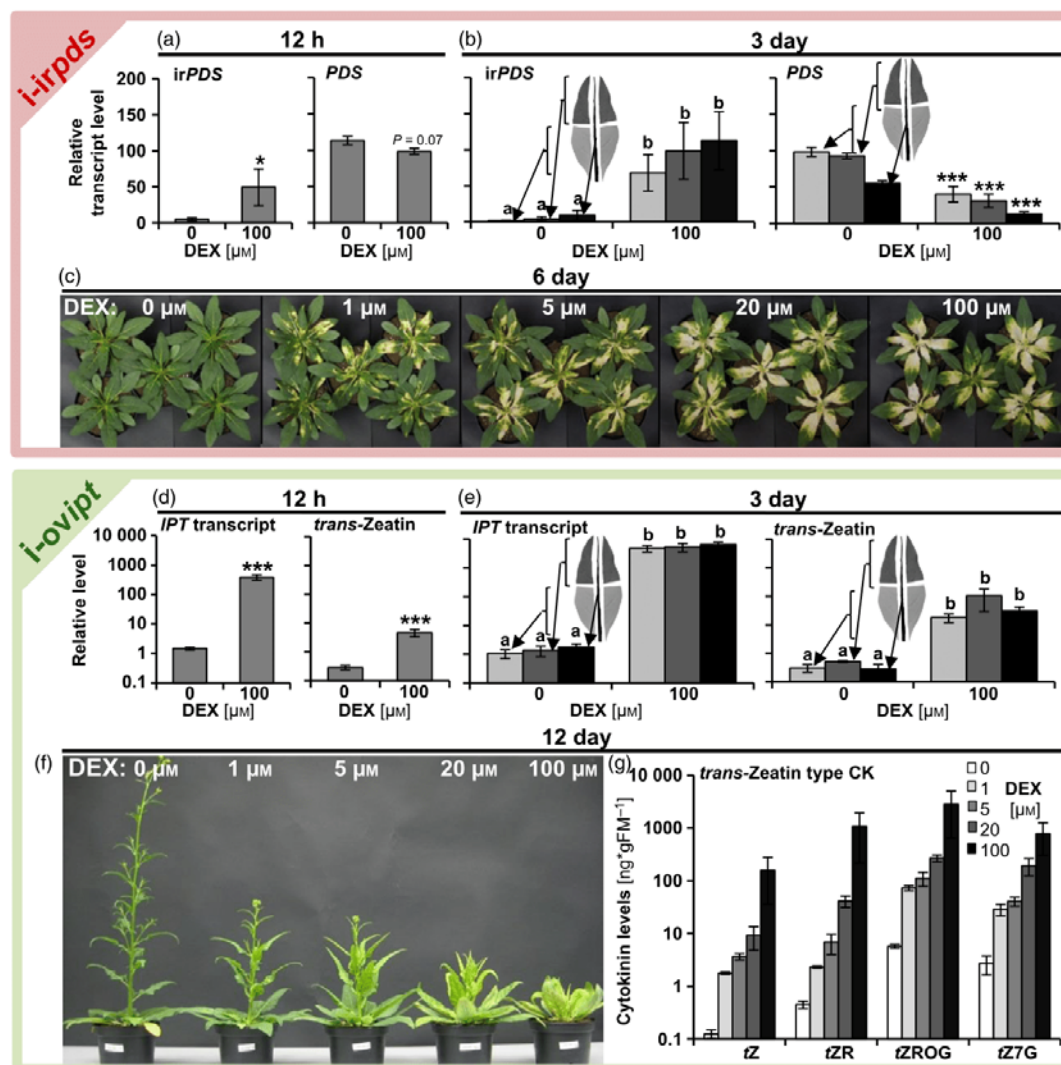 i-irpds
(a) 12 h
irPDS
PDS
Relative transcript level
200
150
100
50
0
*
P = 0.07
0 100
DEX [µM]
0 100
DEX [µM]
(b) 3 day
irPDS
PDS
a a a
b b b
*** *** ***
0 100
DEX [µM]
0 100
DEX [µM]
(c) 6 day
DEX: 0 µM 1 µM 5 µM 20 µM 100 µM
i-ovipt
(d) 12 h
IPT transcript
trans-Zeatin
Relative level
10 000
1000
100
10
1
0.1
***
***
0 100
DEX [µM]
0 100
DEX [µM]
(e) 3 day
IPT transcript
trans-Zeatin
a a a
b b b
a a a
b b b
0 100
DEX [µM]
0 100
DEX [µM]
12 day
(f)
DEX: 0 µM 1 µM 5 µM 20 µM 100 µM
(g)
trans-Zeatin type CK
Cytokinin levels [ng*gFM⁻¹]
10 000
1000
100
10
1
0.1
0
1
5
20
100
DEX
[µM]
tZ tZR tZROG tZ7G